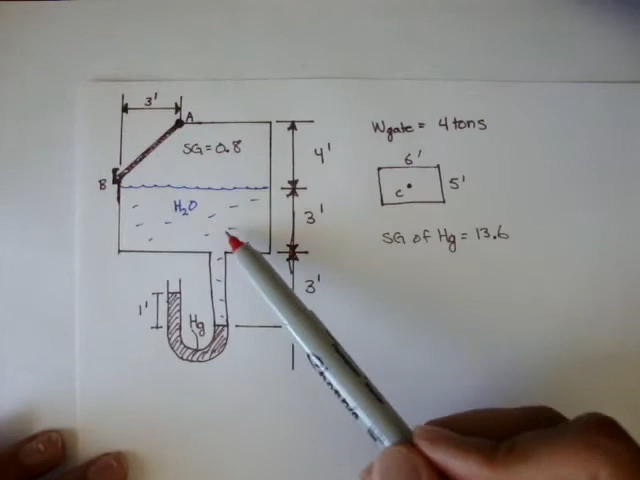 3'
A
Wgate = 4 tons
SG=0.8
4'
6'
B
5'
C
H2O
3'
SG of Hg = 13.6
3'
1'
Hg
Sharpie